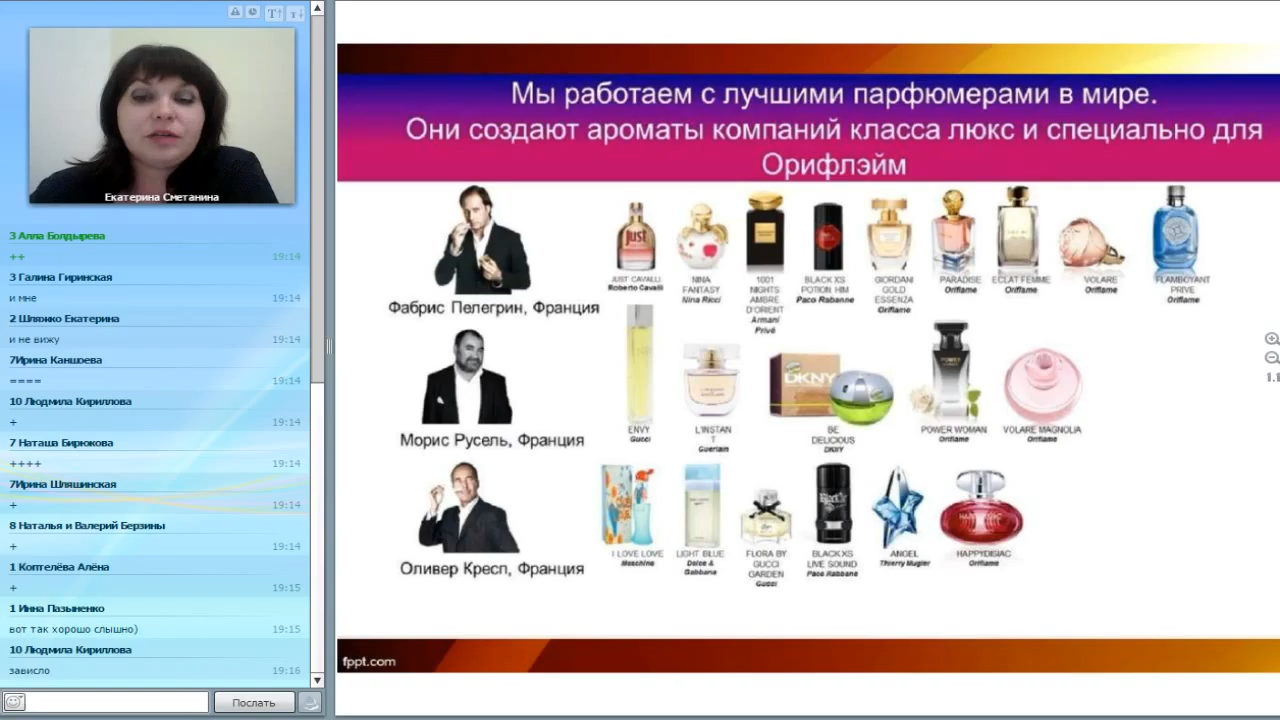 Екатерина Сметанина
3 Алла Болдырева
++ 19:14
3 Галина Гиринская
и мне 19:14
2 Шляжко Екатерина
и не вижу 19:14
7Ирина Каншоева
==== 19:14
10 Людмила Кириллова
+ 19:14
7 Наташа Бирюкова
++++ 19:14
7Ирина Шляшинская
+ 19:14
8 Наталья и Валерий Берзины
+ 19:14
1 Коптелёва Алёна
+ 19:15
1 Инна Пазыненко
вот так хорошо слышно) 19:15
10 Людмила Кириллова
зависло 19:16
Послать
Мы работаем с лучшими парфюмерами в мире.
Они создают ароматы компаний класса люкс и специально для
Орифлэйм
Фабрис Пелегрин, Франция
JUST CAVALLI
Roberto Cavalli
NINA
FANTASY
Nina Ricci
1001
NIGHTS
AMBRE
D'ORIENT
Armani
Privé
BLACK XS
POTION HIM
Paco Rabanne
GIORDANI
GOLD
ESSENZA
Oriflame
PARADISE
Oriflame
ECLAT FEMME
Oriflame
VOLARE
Oriflame
FLAMBOYANT
PRIVE
Oriflame
Морис Русель, Франция
ENVY
Gucci
L'INSTAN
T
Guerlain
DKNY
BE
DELICIOUS
DKNY
POWER WOMAN
Oriflame
VOLARE MAGNOLIA
Oriflame
Оливер Кресп, Франция
I LOVE LOVE
Moschino
LIGHT BLUE
Dolce &
Gabbana
FLORA BY
GUCCI
GARDEN
Gucci
BLACK XS
LIVE SOUND
Paco Rabbane
ANGEL
Thierry Mugler
HAPPYDISIAC
Oriflame
fppt.com